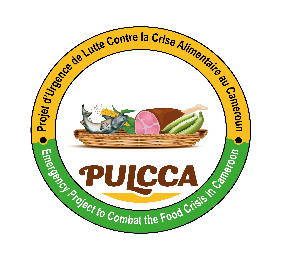 Projet d'Urgence de Lutte Contre la Crise Alimentaire au Cameroun
PULCCA
Emergency Project to Combat the Food Crisis in Cameroon